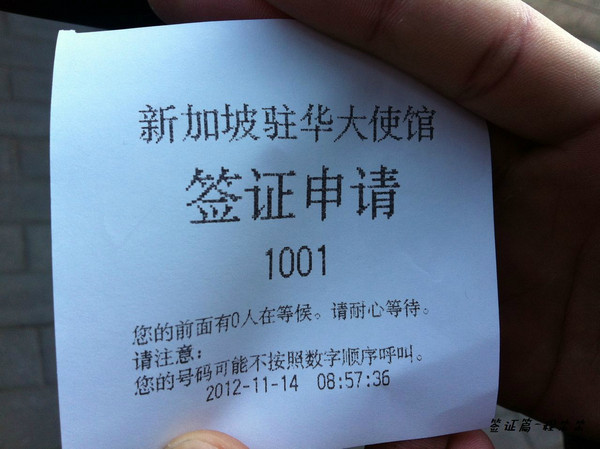 新加坡驻华大使馆
签证申请
1001
您的前面有0人在等候。请耐心等待。
请注意：
您的号码可能不按照数字顺序呼叫。
2012-11-14 08:57:36
签证篇